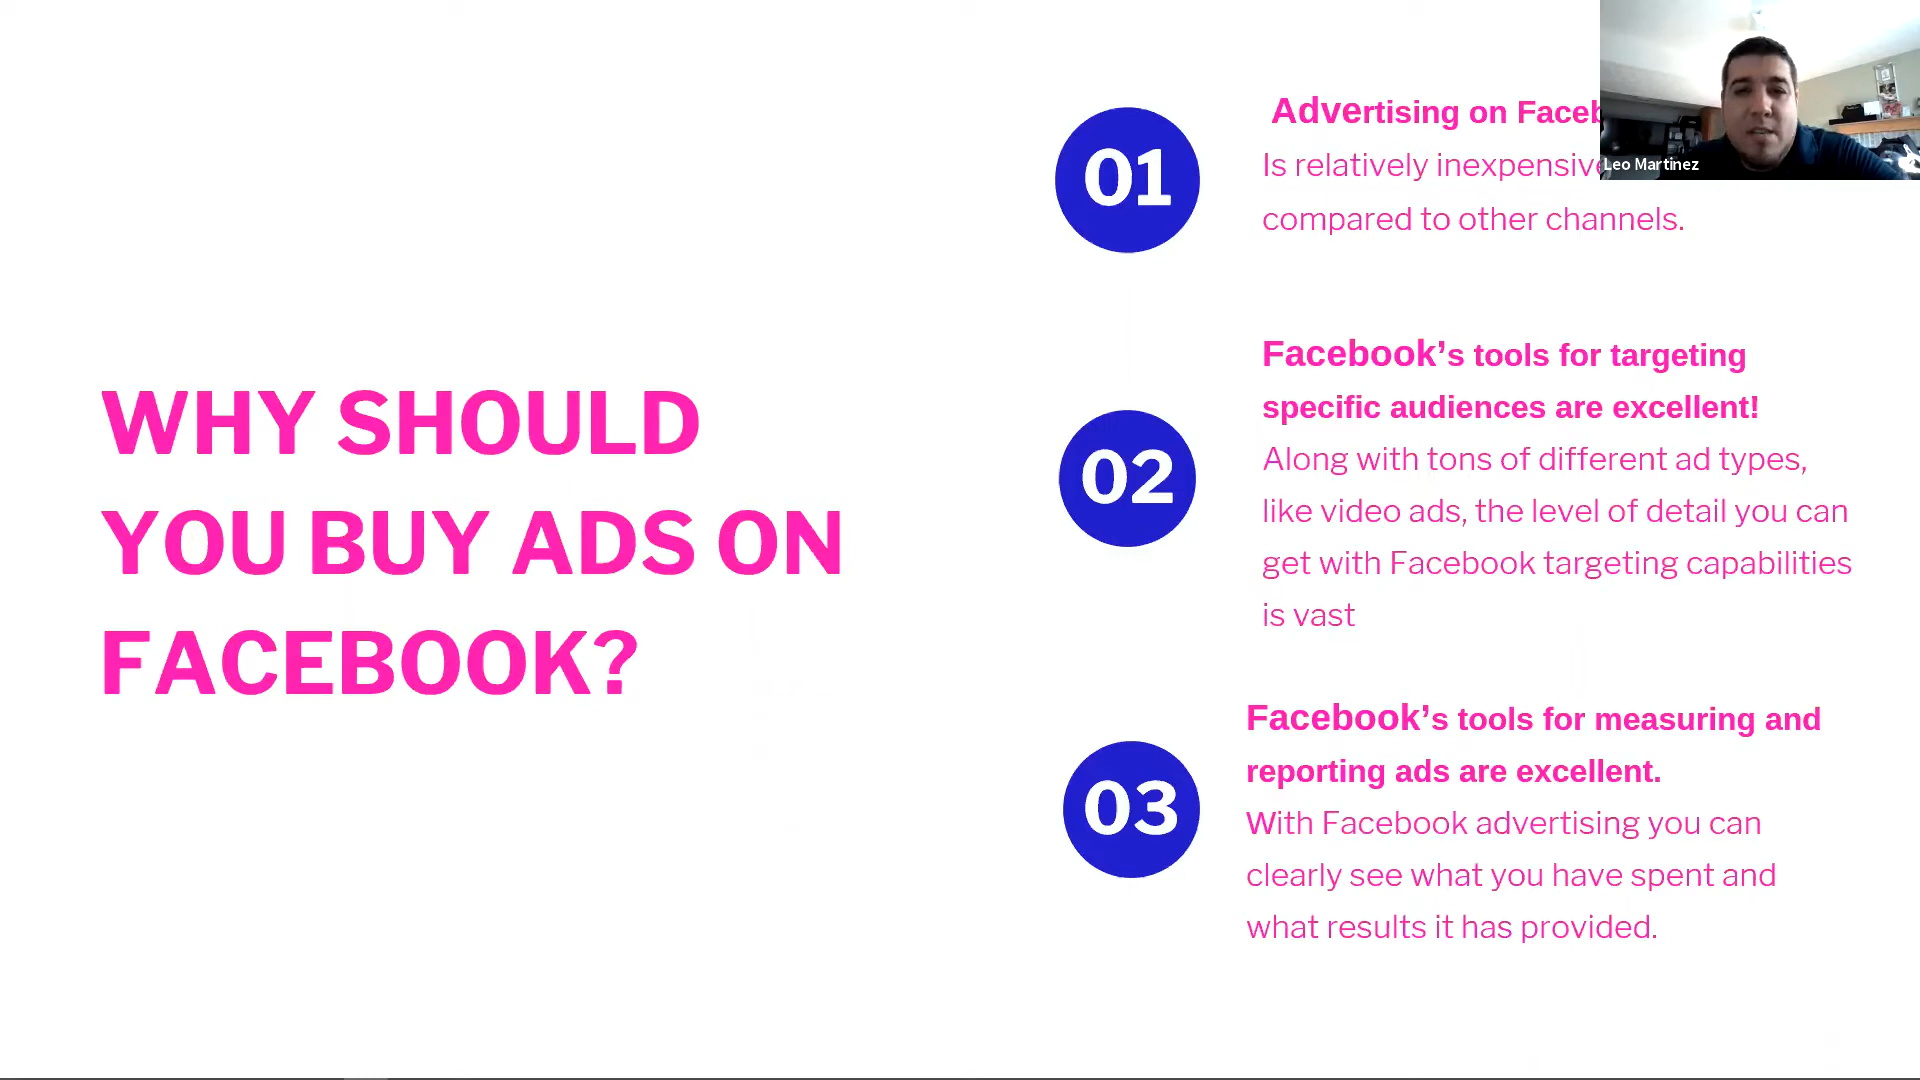 WHY SHOULD
YOU BUY ADS ON
FACEBOOK?
01
Advertising on
Is relatively inexpensive
compared to other channels.
02
Facebook’s tools for targeting
specific audiences are excellent!
Along with tons of different ad types,
like video ads, the level of detail you can
get with Facebook targeting capabilities
is vast
03
Facebook’s tools for measuring and
reporting ads are excellent.
With Facebook advertising you can
clearly see what you have spent and
what results it has provided.
Leo Martinez